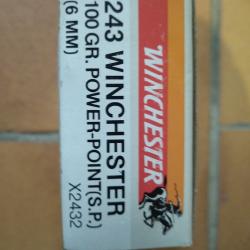 WINCHESTER
243 WINCHESTER
100 GR. POWER-POINT(S.P.)
(6 MM)
X2432